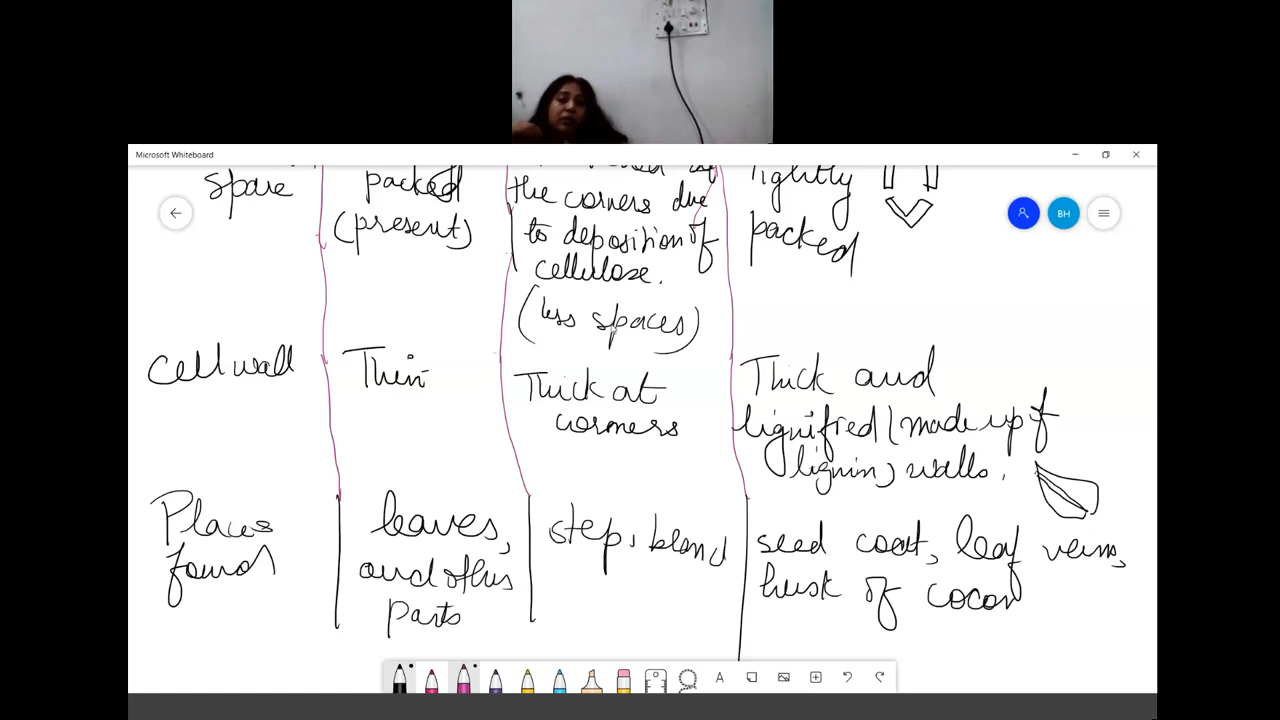 Microsoft Whiteboard
BH
space
packed
(present)
the corners due
to deposition of
cellulose.
(less spaces)
Tightly
packed
Cell wall
Thin
Thick at
corners
Thick and
lignified (made up of
lignin) walls.
Places
found
leaves,
and other
parts
seed coat, leaf veins,
husk of cocon
A